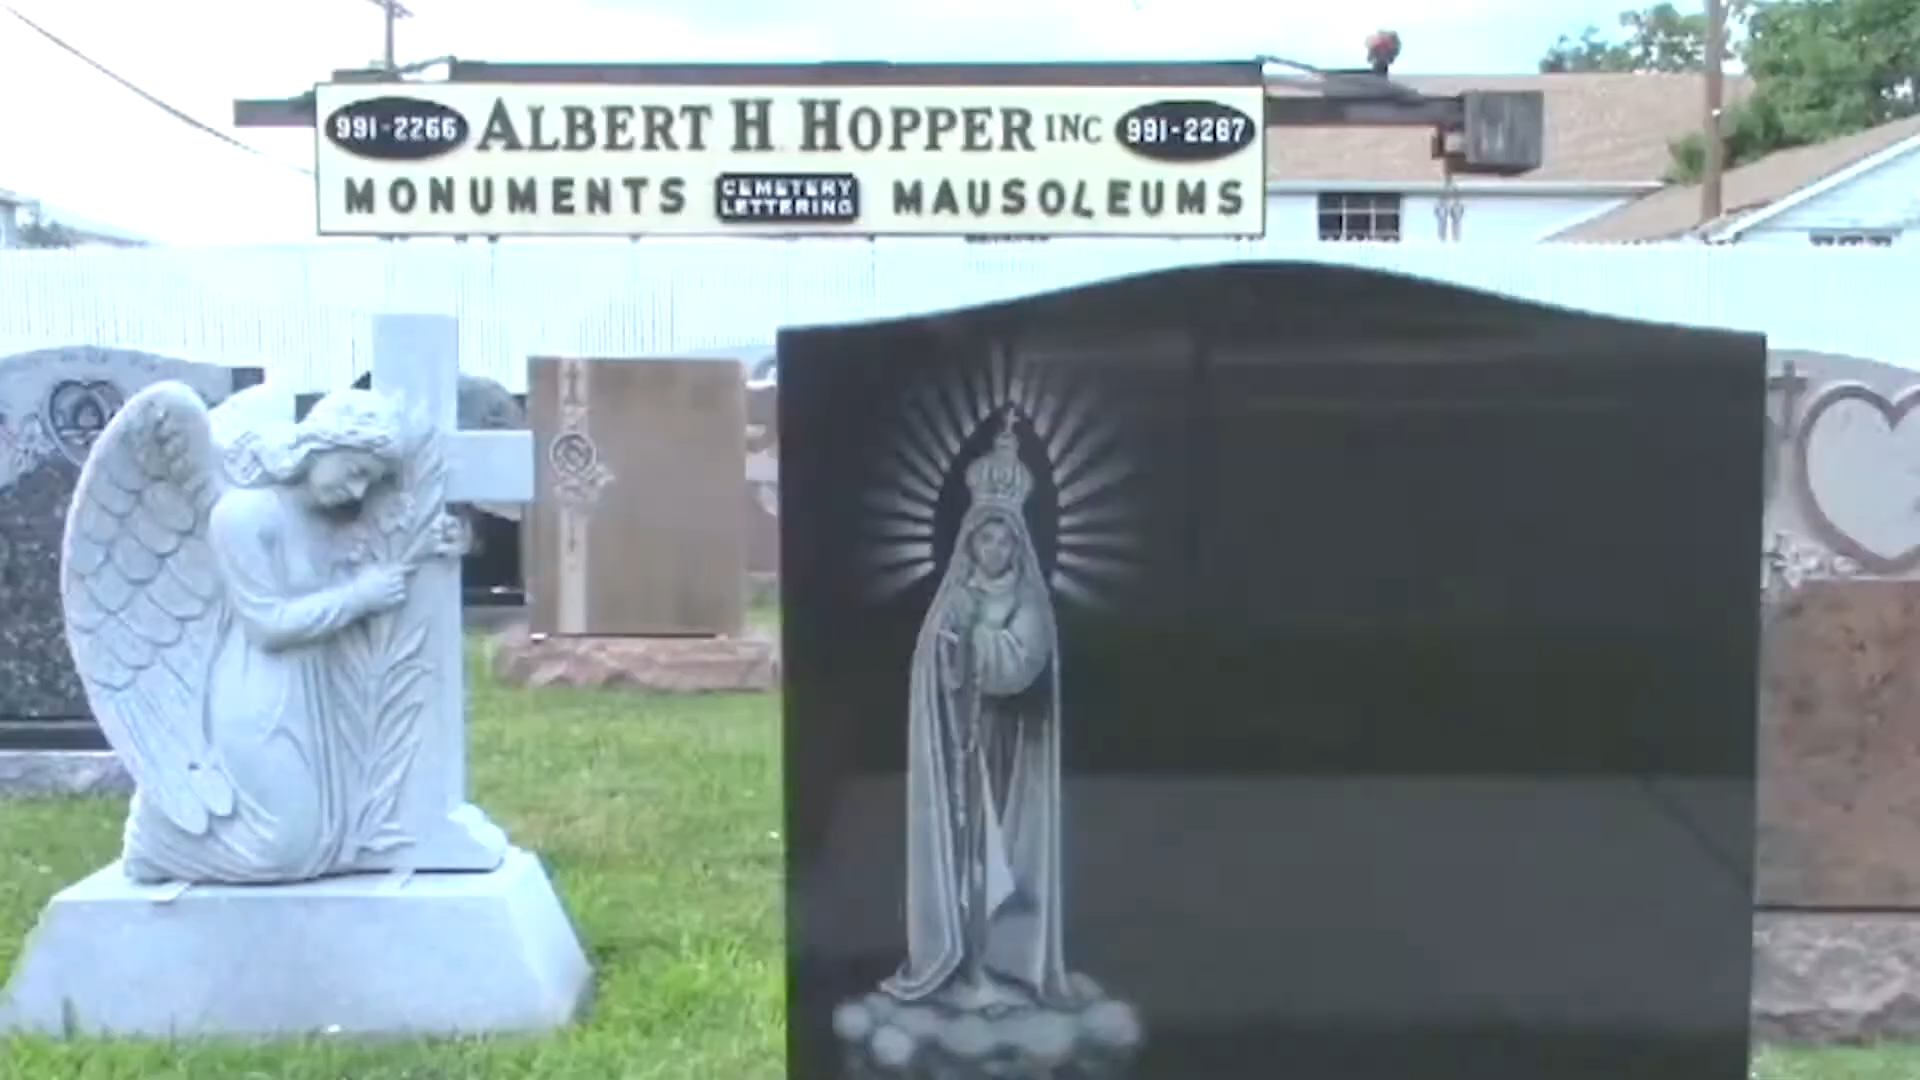 991-2266 ALBERT H. HOPPER INC 991-2267
MONUMENTS CEMETERY LETTERING MAUSOLEUMS